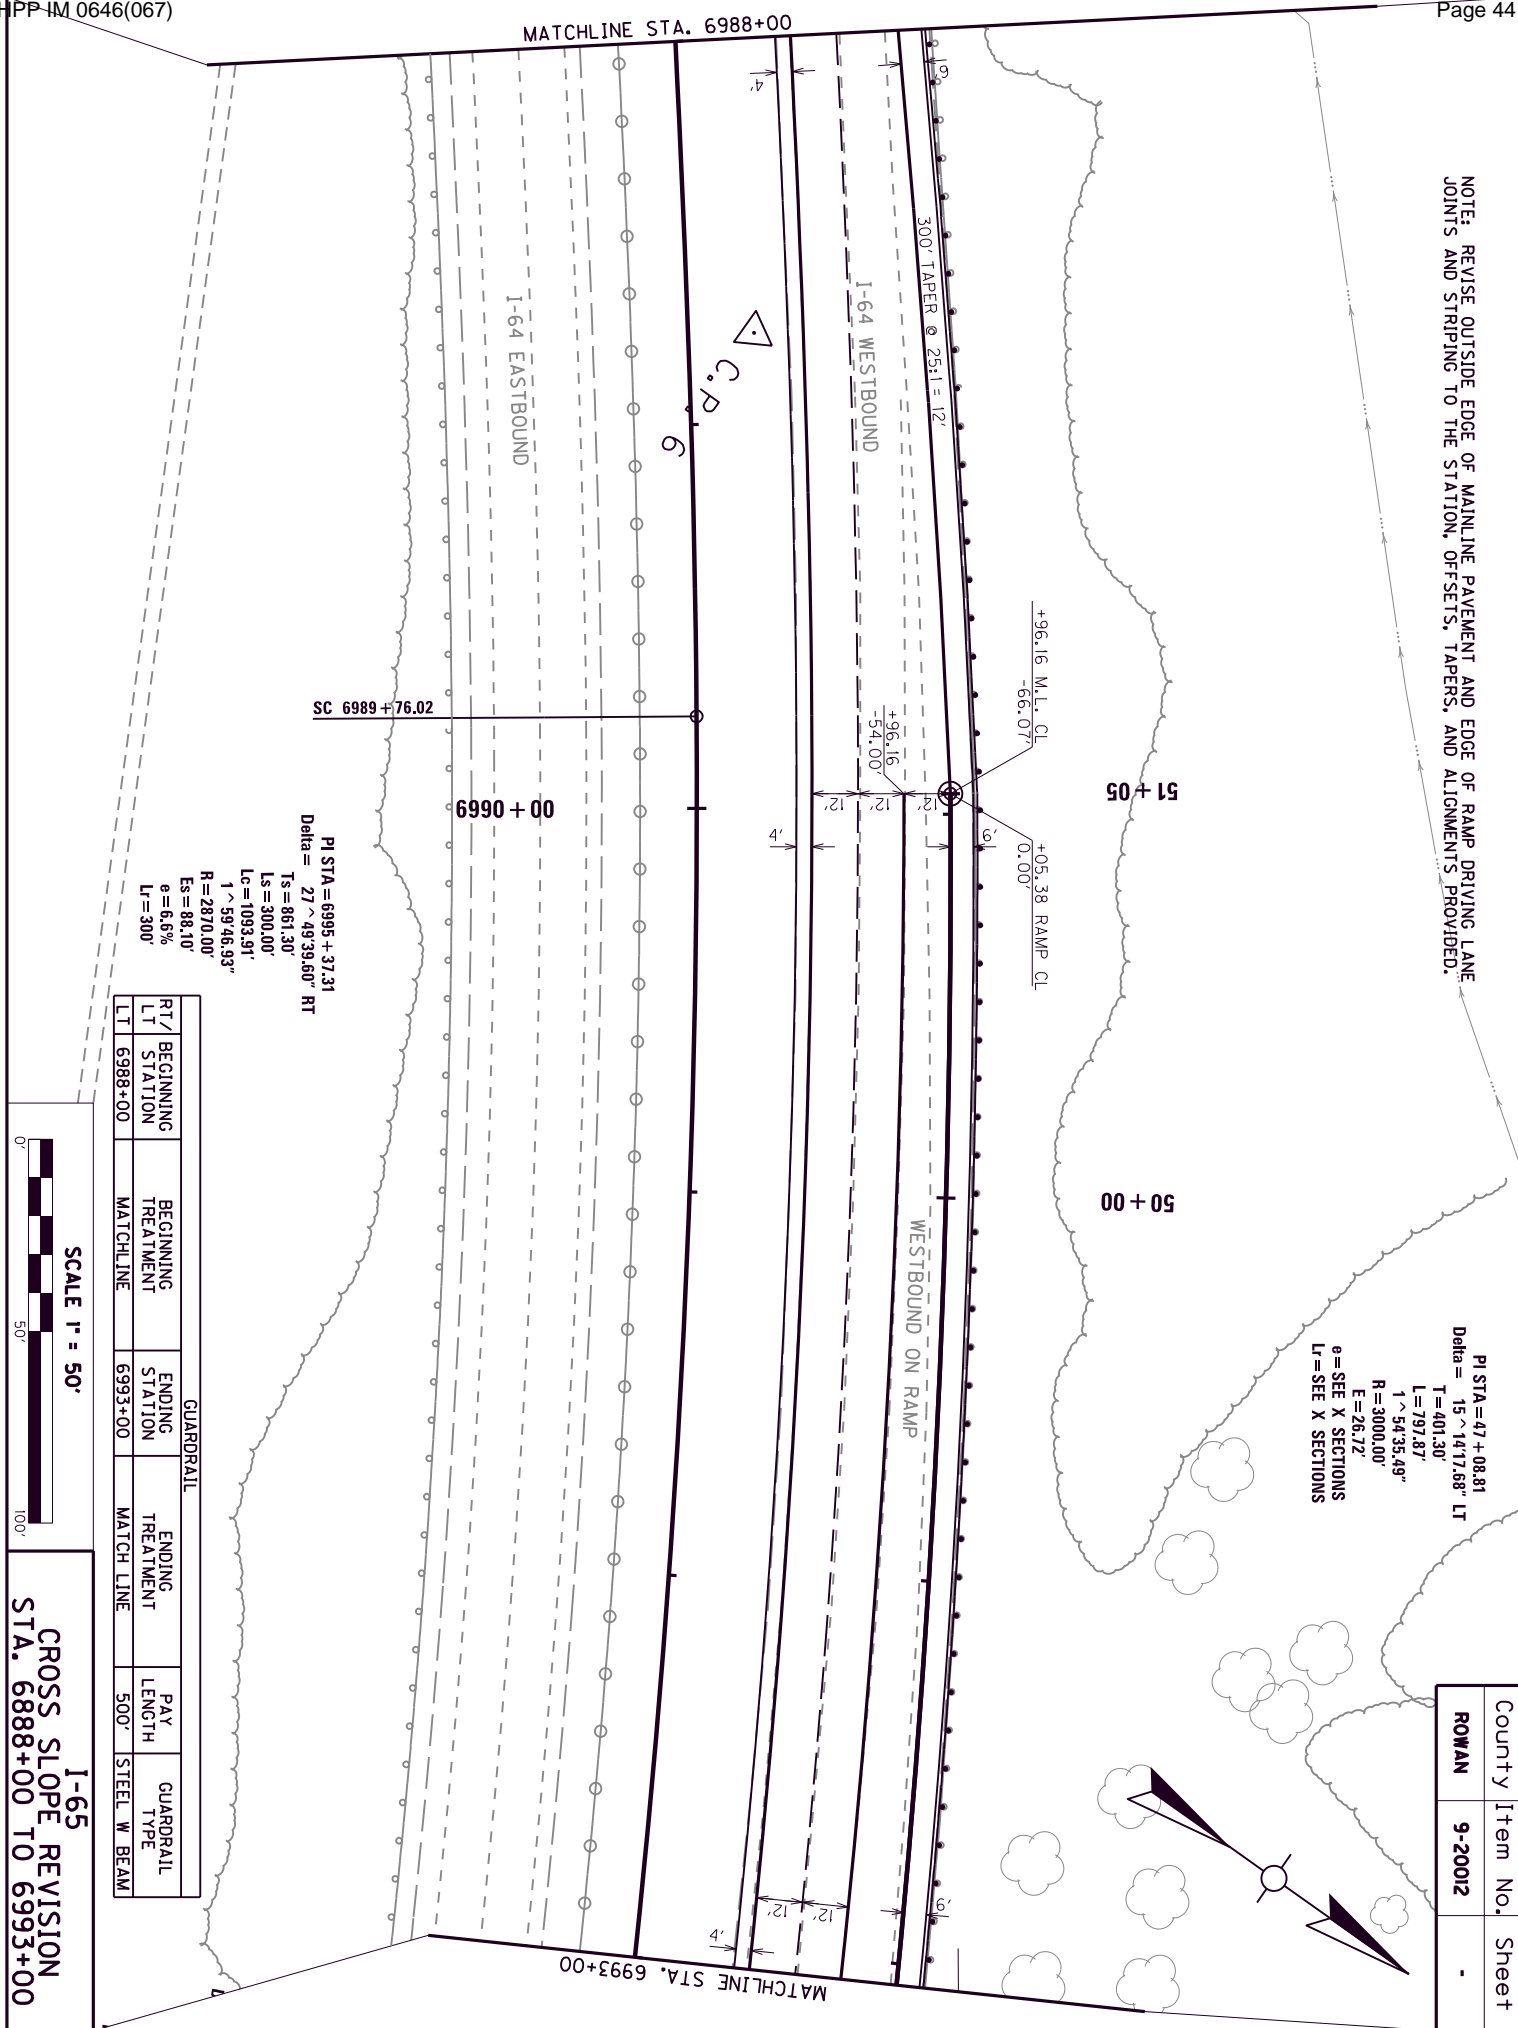 HPP IM 0646(067)
Page 44
MATCHLINE STA. 6988+00
NOTE: REVISE OUTSIDE EDGE OF MAINLINE PAVEMENT AND EDGE OF RAMP DRIVING LANE
JOINTS AND STRIPING TO THE STATION, OFFSETS, TAPERS, AND ALIGNMENTS PROVIDED.
4'
6'
300' TAPER @ 25:1 = 12'
I-64 WESTBOUND
I-64 EASTBOUND
C.P. 6
+96.16 M.L. CL
-66.07'
+96.16
-54.00'
SC 6989+76.02
12'
12'
12'
4'
6'
+05.38 RAMP CL
0.00'
6990+00
51+05
50+00
WESTBOUND ON RAMP
PI STA=6995+37.31
Delta= 27^49'39.60" RT
Ts=861.30'
Ls=300.00'
Lc=1093.91'
1^59'46.93"
R=2870.00'
Es=88.10'
e=6.6%
Lr=300'
PI STA=47+08.81
Delta= 15^14'17.68" LT
T=401.30'
L=797.87'
1^54'35.49"
R=3000.00'
E=26.72'
e=SEE X SECTIONS
Lr=SEE X SECTIONS
GUARDRAIL
RT/ LT
BEGINNING STATION
BEGINNING TREATMENT
ENDING STATION
ENDING TREATMENT
PAY LENGTH
GUARDRAIL TYPE
LT 6988+00 MATCHLINE 6993+00 MATCH LINE 500' STEEL W BEAM
SCALE 1" = 50'
0' 50' 100'
12'
12'
4'
6'
MATCHLINE STA. 6993+00
County Item No. Sheet
ROWAN 9-20012 -
I-65
CROSS SLOPE REVISION
STA. 6888+00 TO 6993+00